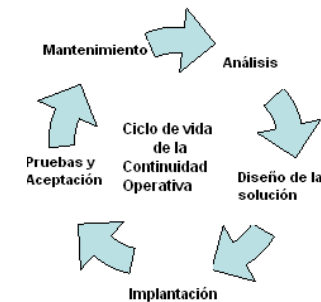 Mantenimiento
Análisis
Ciclo de vida
de la
Continuidad
Operativa
Pruebas y
Aceptación
Diseño de la
solución
Implantación